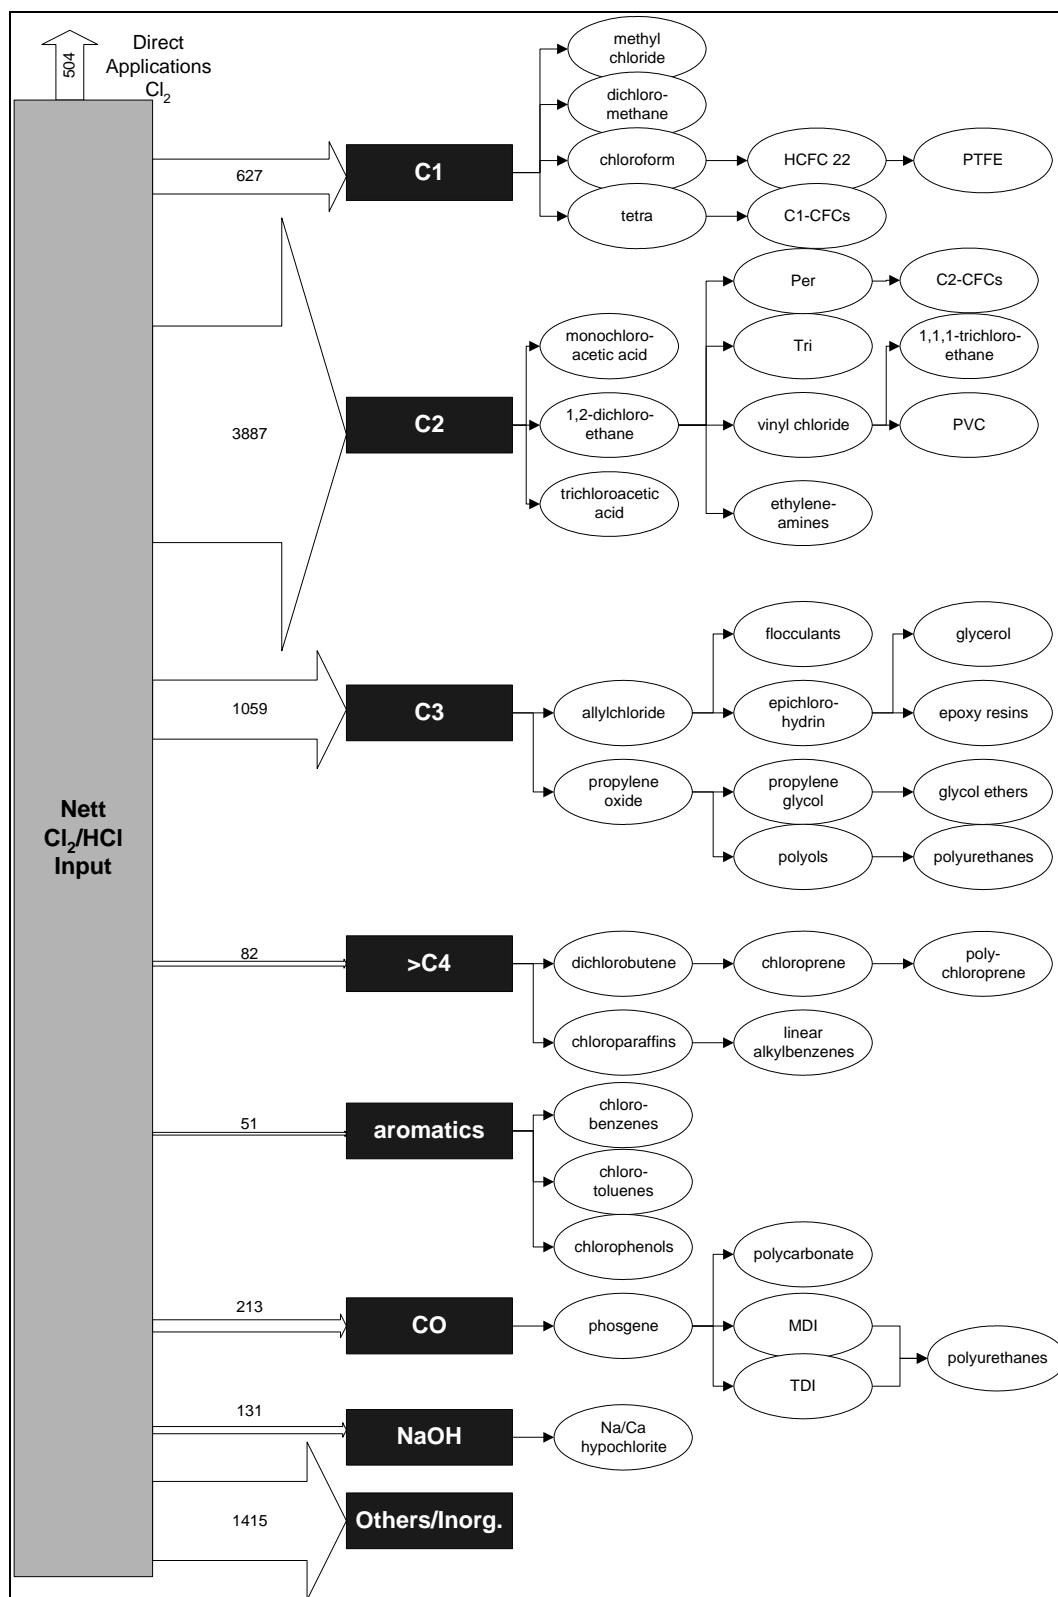 504
Direct
Applications
Cl2
methyl
chloride
dichloro-
methane
627
C1
chloroform
HCFC 22
PTFE
tetra
C1-CFCs
Per
C2-CFCs
monochloro-
acetic acid
Tri
1,1,1-trichloro-
ethane
3887
C2
1,2-dichloro-
ethane
vinyl chloride
PVC
trichloroacetic
acid
ethylene-
amines
flocculants
glycerol
1059
C3
allylchloride
epichloro-
hydrin
epoxy resins
propylene
oxide
propylene
glycol
glycol ethers
Nett
Cl2/HCl
Input
polyols
polyurethanes
82
>C4
dichlorobutene
chloroprene
poly-
chloroprene
chloroparaffins
linear
alkylbenzenes
51
aromatics
chloro-
benzenes
chloro-
toluenes
chlorophenols
polycarbonate
213
CO
phosgene
MDI
polyurethanes
TDI
131
NaOH
Na/Ca
hypochlorite
1415
Others/Inorg.